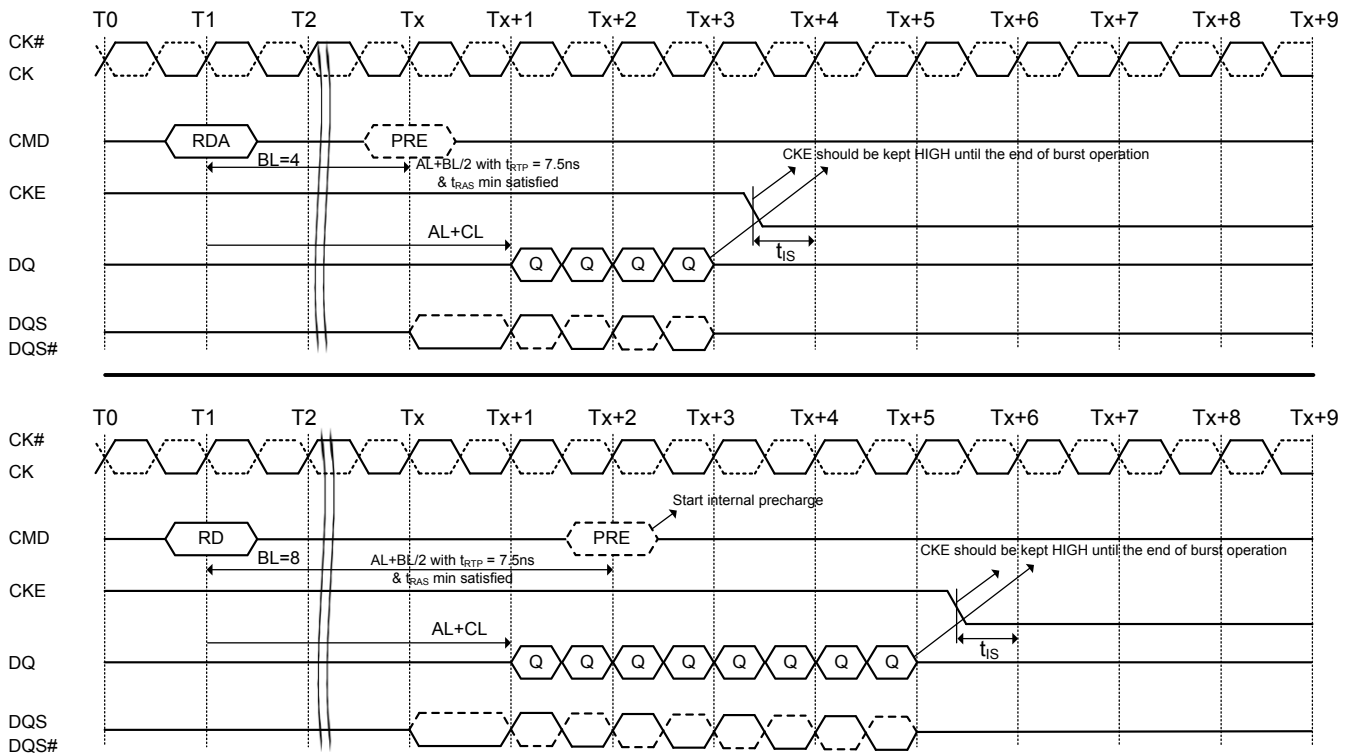 T0 T1 T2 Tx Tx+1 Tx+2 Tx+3 Tx+4 Tx+5 Tx+6 Tx+7 Tx+8 Tx+9
CK#
CK
CMD RDA PRE
BL=4 AL+BL/2 with tRTP = 7.5ns
& tRAS min satisfied
CKE should be kept HIGH until the end of burst operation
CKE
AL+CL
tIS
DQ Q Q Q Q
DQS
DQS#
T0 T1 T2 Tx Tx+1 Tx+2 Tx+3 Tx+4 Tx+5 Tx+6 Tx+7 Tx+8 Tx+9
CK#
CK
Start internal precharge
CMD RD PRE
CKE should be kept HIGH until the end of burst operation
BL=8 AL+BL/2 with tRTP = 7.5ns
& tRAS min satisfied
CKE
AL+CL
tIS
DQ Q Q Q Q Q Q Q Q
DQS
DQS#